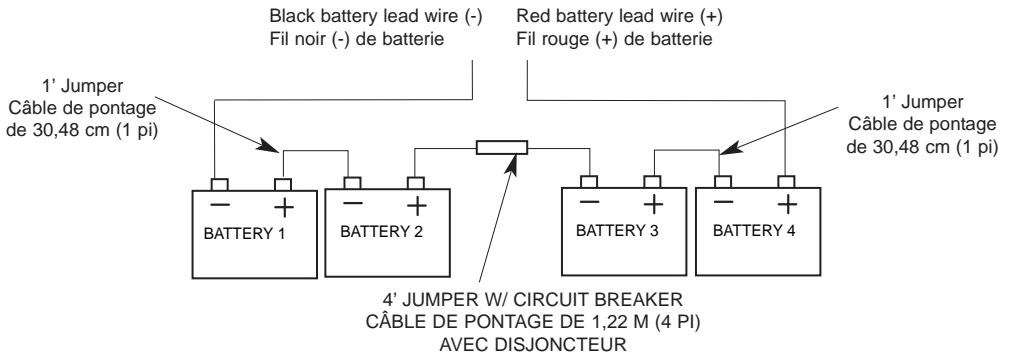 Black battery lead wire (-)
Fil noir (-) de batterie
Red battery lead wire (+)
Fil rouge (+) de batterie
1’ Jumper
Câble de pontage
de 30,48 cm (1 pi)
1’ Jumper
Câble de pontage
de 30,48 cm (1 pi)
− +
BATTERY 1
− +
BATTERY 2
− +
BATTERY 3
− +
BATTERY 4
4’ JUMPER W/ CIRCUIT BREAKER
CÂBLE DE PONTAGE DE 1,22 M (4 PI)
AVEC DISJONCTEUR